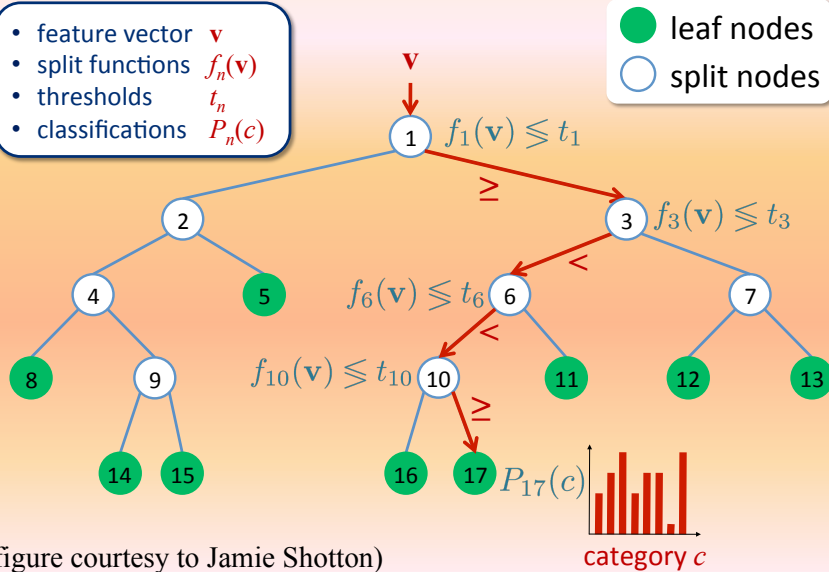 • feature vector v
• split functions fₙ(v)
• thresholds tₙ
• classifications Pₙ(c)
leaf nodes
split nodes
v
1 f₁(v) ≶ t₁
≥
2
3 f₃(v) ≶ t₃
<
4
5
f₆(v) ≶ t₆ 6
7
<
8
9
f₁₀(v) ≶ t₁₀ 10
11
12
13
≥
14
15
16
17 P₁₇(c)
category c
figure courtesy to Jamie Shotton)